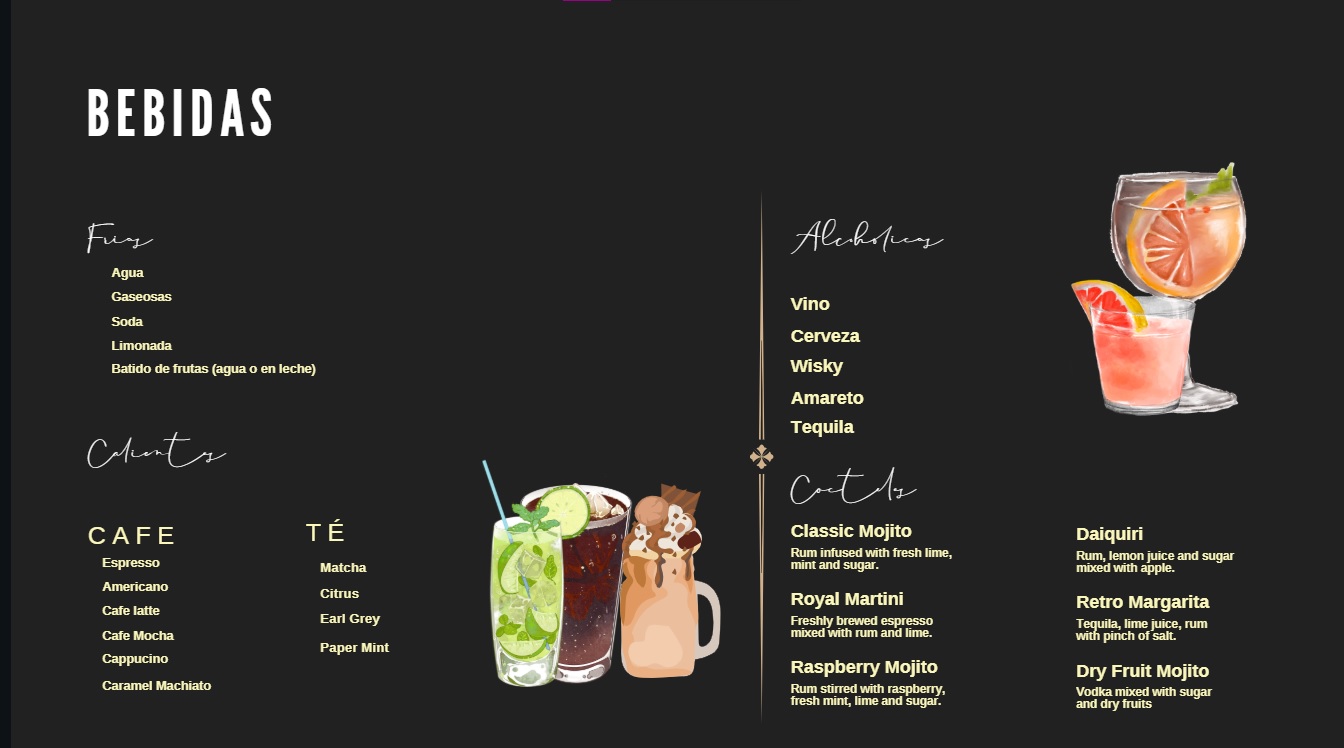 BEBIDAS
Frias
Agua
Gaseosas
Soda
Limonada
Batido de frutas (agua o en leche)
Calientes
CAFE
Espresso
Americano
Cafe latte
Cafe Mocha
Cappucino
Caramel Machiato
TÉ
Matcha
Citrus
Earl Grey
Paper Mint
Alcoholicas
Vino
Cerveza
Wisky
Amareto
Tequila
Cocteles
Classic Mojito
Rum infused with fresh lime,
mint and sugar.
Royal Martini
Freshly brewed espresso
mixed with rum and lime.
Raspberry Mojito
Rum stirred with raspberry,
fresh mint, lime and sugar.
Daiquiri
Rum, lemon juice and sugar
mixed with apple.
Retro Margarita
Tequila, lime juice, rum
with pinch of salt.
Dry Fruit Mojito
Vodka mixed with sugar
and dry fruits